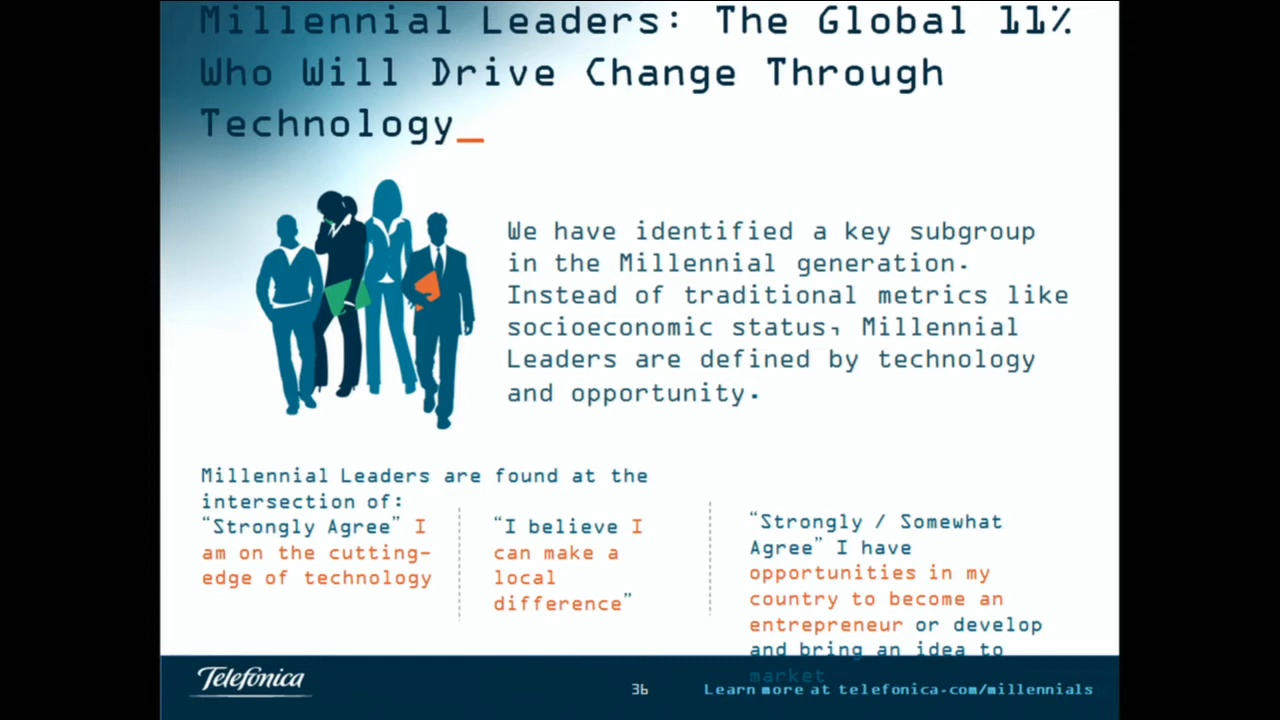 Millennial Leaders: The Global 11%
Who Will Drive Change Through
Technology_
We have identified a key subgroup
in the Millennial generation.
Instead of traditional metrics like
socioeconomic status, Millennial
Leaders are defined by technology
and opportunity.
Millennial Leaders are found at the
intersection of:
“Strongly Agree” I
am on the cutting-
edge of technology
“I believe I
can make a
local
difference”
“Strongly / Somewhat
Agree” I have
opportunities in my
country to become an
entrepreneur or develop
and bring an idea to
market
Telefónica
36
Learn more at telefonica.com/millennials